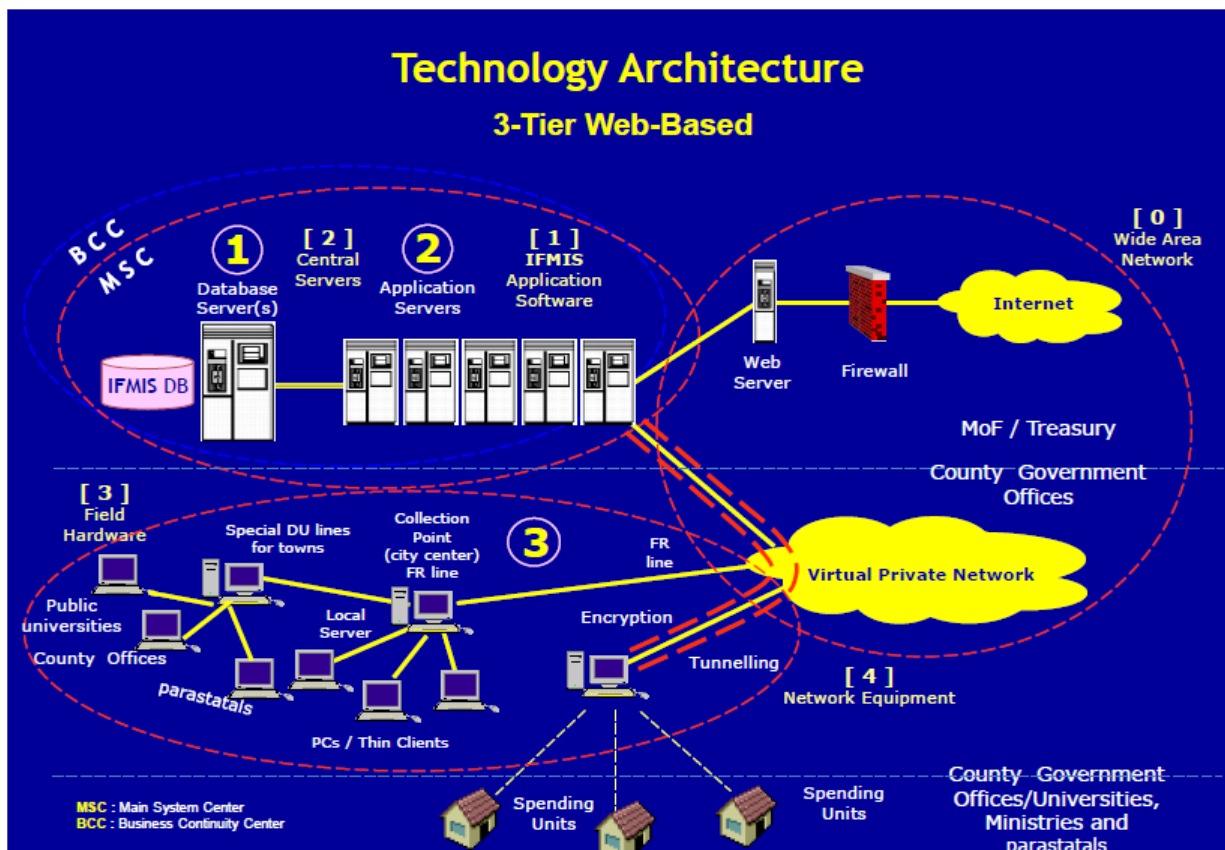 Technology Architecture
3-Tier Web-Based
BCC
MSC
1
Database
Server(s)
[ 2 ]
Central
Servers
2
Application
Servers
[ 1 ]
IFMIS
Application
Software
[ 0 ]
Wide Area
Network
IFMIS DB
Web
Server
Firewall
Internet
MoF / Treasury
County Government
Offices
[ 3 ]
Field
Hardware
Special DU lines
for towns
Collection
Point
(city center)
FR line
3
FR
line
Virtual Private Network
Public
universities
County Offices
parastatals
Local
Server
PCs / Thin Clients
Encryption
Tunnelling
[ 4 ]
Network Equipment
MSC : Main System Center
BCC : Business Continuity Center
Spending
Units
Spending
Units
County Government
Offices/Universities,
Ministries and
parastatals